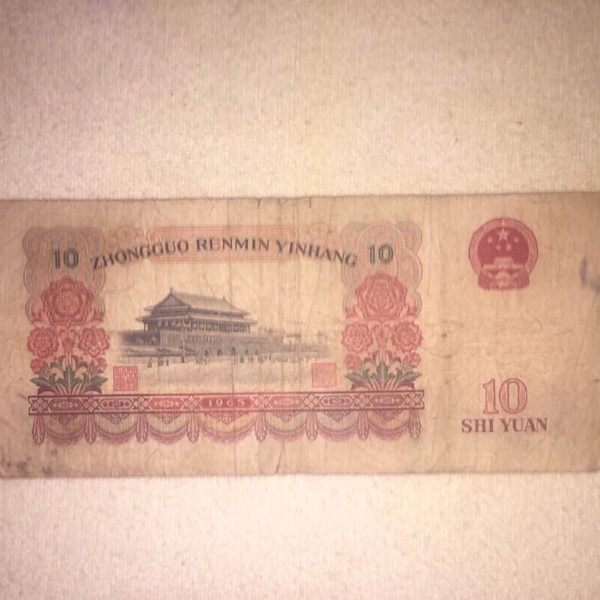 10 ZHONGGUO RENMIN YINHANG 10
1965
10
SHI YUAN